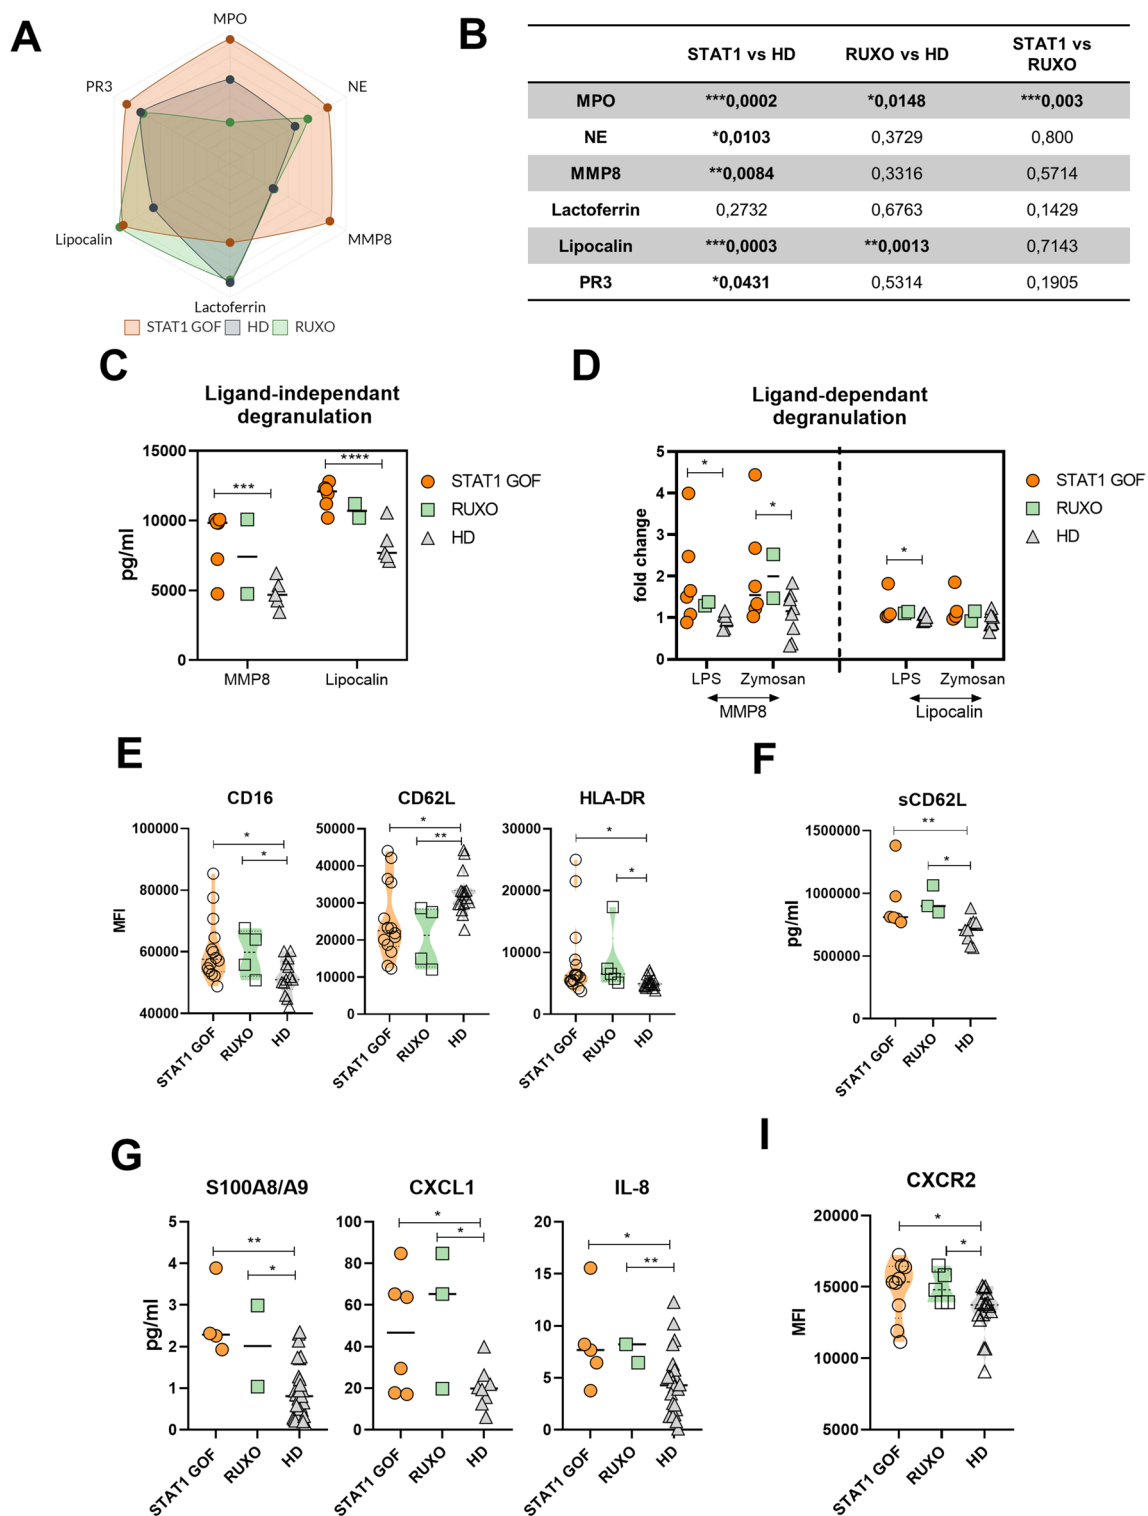 A
MPO
PR3
NE
Lipocalin
MMP8
Lactoferrin
STAT1 GOF HD RUXO
B
STAT1 vs HD RUXO vs HD STAT1 vs RUXO
MPO ***0,0002 *0,0148 ***0,003
NE *0,0103 0,3729 0,800
MMP8 **0,0084 0,3316 0,5714
Lactoferrin 0,2732 0,6763 0,1429
Lipocalin ***0,0003 **0,0013 0,7143
PR3 *0,0431 0,5314 0,1905
C
Ligand-independant
degranulation
15000
10000
5000
0
pg/ml
***
****
MMP8 Lipocalin
STAT1 GOF
RUXO
HD
D
Ligand-dependant
degranulation
5
4
3
2
1
0
fold change
*
*
*
LPS Zymosan LPS Zymosan
MMP8 Lipocalin
STAT1 GOF
RUXO
HD
E
CD16
100000
80000
60000
40000
MFI
*
*
STAT1 GOF RUXO HD
CD62L
50000
40000
30000
20000
10000
0
*
**
STAT1 GOF RUXO HD
HLA-DR
30000
20000
10000
0
*
*
STAT1 GOF RUXO HD
F
sCD62L
1500000
1000000
500000
0
pg/ml
**
*
STAT1 GOF RUXO HD
G
S100A8/A9
5
4
3
2
1
0
pg/ml
**
*
STAT1 GOF RUXO HD
CXCL1
100
80
60
40
20
0
*
*
STAT1 GOF RUXO HD
IL-8
20
15
10
5
0
*
**
STAT1 GOF RUXO HD
I
CXCR2
20000
15000
10000
5000
MFI
*
*
STAT1 GOF RUXO HD